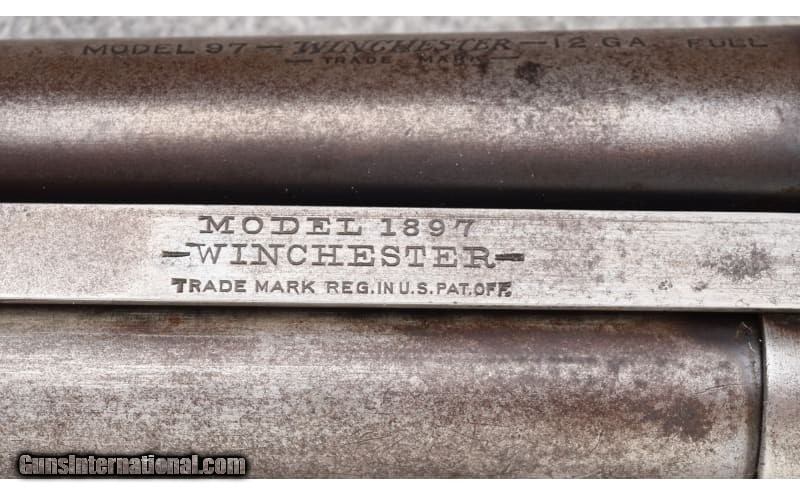 MODEL 97 — WINCHESTER — 12 GA. FULL
TRADE MARK
MODEL 1897
—WINCHESTER—
TRADE MARK REG. IN U.S. PAT. OFF.
GunsInternational.com